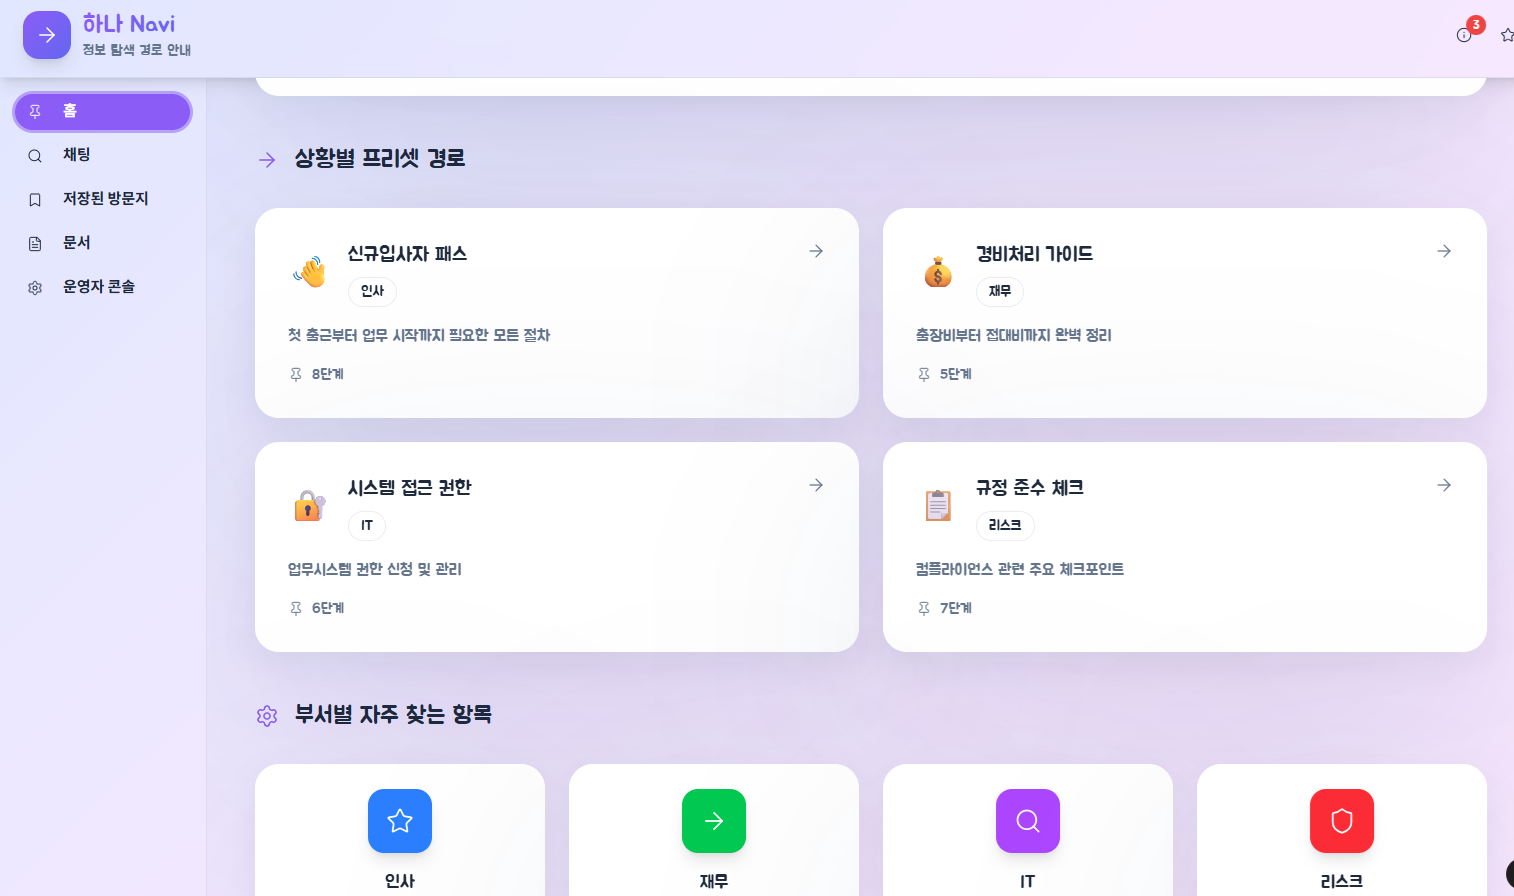 하나 Navi
정보 탐색 경로 안내
3
홈
채팅
저장된 방문지
문서
운영자 콘솔
상황별 프리셋 경로
신규입사자 패스
인사
첫 출근부터 업무 시작까지 필요한 모든 절차
8단계
경비처리 가이드
재무
출장비부터 접대비까지 완벽 정리
5단계
시스템 접근 권한
IT
업무시스템 권한 신청 및 관리
6단계
규정 준수 체크
리스크
컴플라이언스 관련 주요 체크포인트
7단계
부서별 자주 찾는 항목
인사
재무
IT
리스크